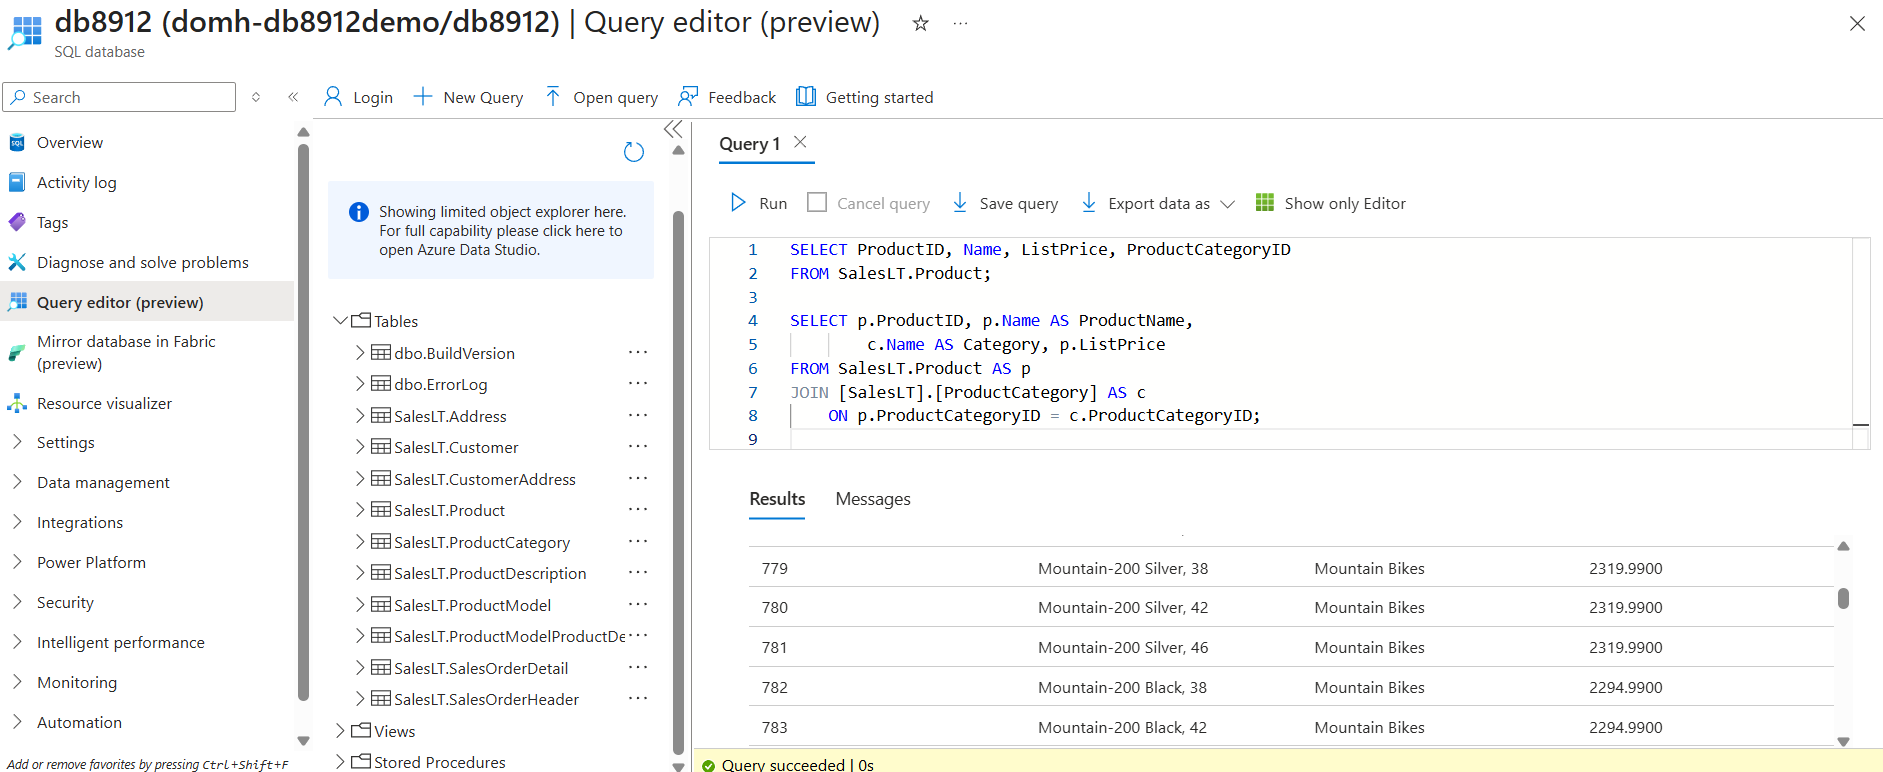 db8912 (domh-db8912demo/db8912) | Query editor (preview)
SQL database
Search
Login
New Query
Open query
Feedback
Getting started
Overview
Activity log
Tags
Diagnose and solve problems
Query editor (preview)
Mirror database in Fabric
(preview)
Resource visualizer
Settings
Data management
Integrations
Power Platform
Security
Intelligent performance
Monitoring
Automation
Add or remove favorites by pressing Ctrl+Shift+F
Showing limited object explorer here.
For full capability please click here to
open Azure Data Studio.
Tables
dbo.BuildVersion
dbo.ErrorLog
SalesLT.Address
SalesLT.Customer
SalesLT.CustomerAddress
SalesLT.Product
SalesLT.ProductCategory
SalesLT.ProductDescription
SalesLT.ProductModel
SalesLT.ProductModelProductDe
SalesLT.SalesOrderDetail
SalesLT.SalesOrderHeader
Views
Stored Procedures
Query 1
Run
Cancel query
Save query
Export data as
Show only Editor
1 SELECT ProductID, Name, ListPrice, ProductCategoryID
2 FROM SalesLT.Product;
3
4 SELECT p.ProductID, p.Name AS ProductName,
5 c.Name AS Category, p.ListPrice
6 FROM SalesLT.Product AS p
7 JOIN [SalesLT].[ProductCategory] AS c
8 ON p.ProductCategoryID = c.ProductCategoryID;
9
Results Messages
779 Mountain-200 Silver, 38 Mountain Bikes 2319.9900
780 Mountain-200 Silver, 42 Mountain Bikes 2319.9900
781 Mountain-200 Silver, 46 Mountain Bikes 2319.9900
782 Mountain-200 Black, 38 Mountain Bikes 2294.9900
783 Mountain-200 Black, 42 Mountain Bikes 2294.9900
Query succeeded | 0s